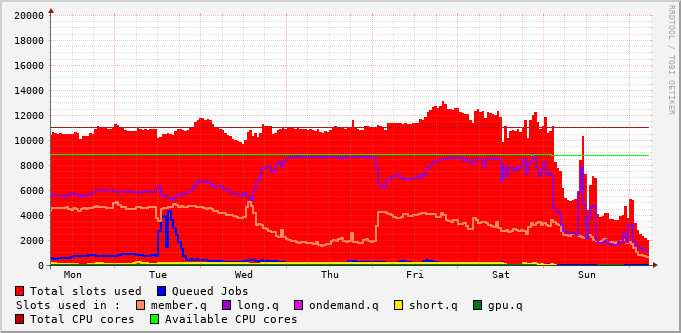 20000
18000
16000
14000
12000
10000
8000
6000
4000
2000
0
Mon Tue Wed Thu Fri Sat Sun
Total slots used Queued Jobs
Slots used in : member.q long.q ondemand.q short.q gpu.q
Total CPU cores Available CPU cores
RRDTOOL / TOBI OETIKER